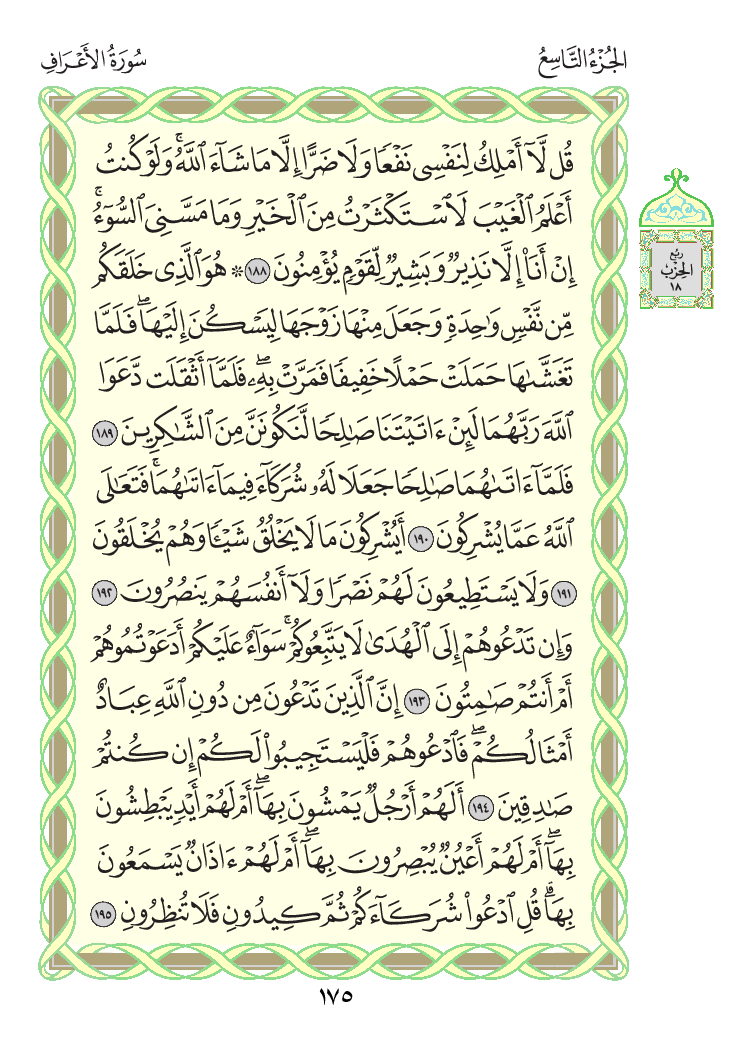 الجُزْءُ التَّاسِعُ
سُورَةُ الأَعْرَافِ
قُل لَّآ أَمْلِكُ لِنَفْسِى نَفْعًا وَلَا ضَرًّا إِلَّا مَا شَآءَ ٱللَّهُ ۚ وَلَوْ كُنتُ
أَعْلَمُ ٱلْغَيْبَ لَٱسْتَكْثَرْتُ مِنَ ٱلْخَيْرِ وَمَا مَسَّنِىَ ٱلسُّوٓءُ ۚ
إِنْ أَنَا۠ إِلَّا نَذِيرٌ وَبَشِيرٌ لِّقَوْمٍ يُؤْمِنُونَ ١٨٨ ۞ هُوَ ٱلَّذِى خَلَقَكُم
مِّن نَّفْسٍ وَٰحِدَةٍ وَجَعَلَ مِنْهَا زَوْجَهَا لِيَسْكُنَ إِلَيْهَا ۖ فَلَمَّا
تَغَشَّىٰهَا حَمَلَتْ حَمْلًا خَفِيفًا فَمَرَّتْ بِهِۦ ۖ فَلَمَّآ أَثْقَلَت دَّعَوَا
ٱللَّهَ رَبَّهُمَا لَئِنْ ءَاتَيْتَنَا صَٰلِحًا لَّنَكُونَنَّ مِنَ ٱلشَّٰكِرِينَ ١٨٩
فَلَمَّآ ءَاتَىٰهُمَا صَٰلِحًا جَعَلَا لَهُۥ شُرَكَآءَ فِيمَآ ءَاتَىٰهُمَا ۚ فَتَعَٰلَى
ٱللَّهُ عَمَّا يُشْرِكُونَ ١٩٠ أَيُشْرِكُونَ مَا لَا يَخْلُقُ شَيْـًٔا وَهُمْ يُخْلَقُونَ
١٩١ وَلَا يَسْتَطِيعُونَ لَهُمْ نَصْرًا وَلَآ أَنفُسَهُمْ يَنصُرُونَ ١٩٢
وَإِن تَدْعُوهُمْ إِلَى ٱلْهُدَىٰ لَا يَتَّبِعُوكُمْ ۚ سَوَآءٌ عَلَيْكُمْ أَدَعَوْتُمُوهُمْ
أَمْ أَنتُمْ صَٰمِتُونَ ١٩٣ إِنَّ ٱلَّذِينَ تَدْعُونَ مِن دُونِ ٱللَّهِ عِبَادٌ
أَمْثَالُكُمْ ۖ فَٱدْعُوهُمْ فَلْيَسْتَجِيبُوا۟ لَكُمْ إِن كُنتُمْ
صَٰدِقِينَ ١٩٤ أَلَهُمْ أَرْجُلٌ يَمْشُونَ بِهَآ ۖ أَمْ لَهُمْ أَيْدٍ يَبْطِشُونَ
بِهَآ ۖ أَمْ لَهُمْ أَعْيُنٌ يُبْصِرُونَ بِهَآ ۖ أَمْ لَهُمْ ءَاذَانٌ يَسْمَعُونَ
بِهَا ۗ قُلِ ٱدْعُوا۟ شُرَكَآءَكُمْ ثُمَّ كِيدُونِ فَلَا تُنظِرُونِ ١٩٥
رُبْعُ
الحِزْب
١٨
١٧٥